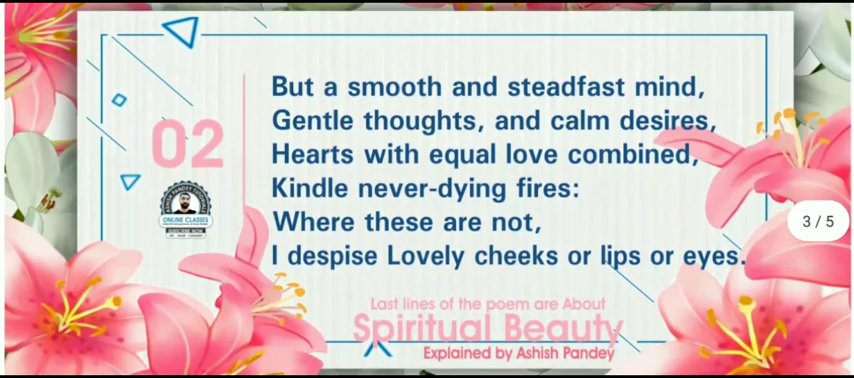 02
But a smooth and steadfast mind,
Gentle thoughts, and calm desires,
Hearts with equal love combined,
Kindle never-dying fires:
Where these are not,
I despise Lovely cheeks or lips or eyes.
ONLINE CLASSES
SUBSCRIBE NOW
3 / 5
Last lines of the poem are About
Spiritual Beauty
Explained by Ashish Pandey